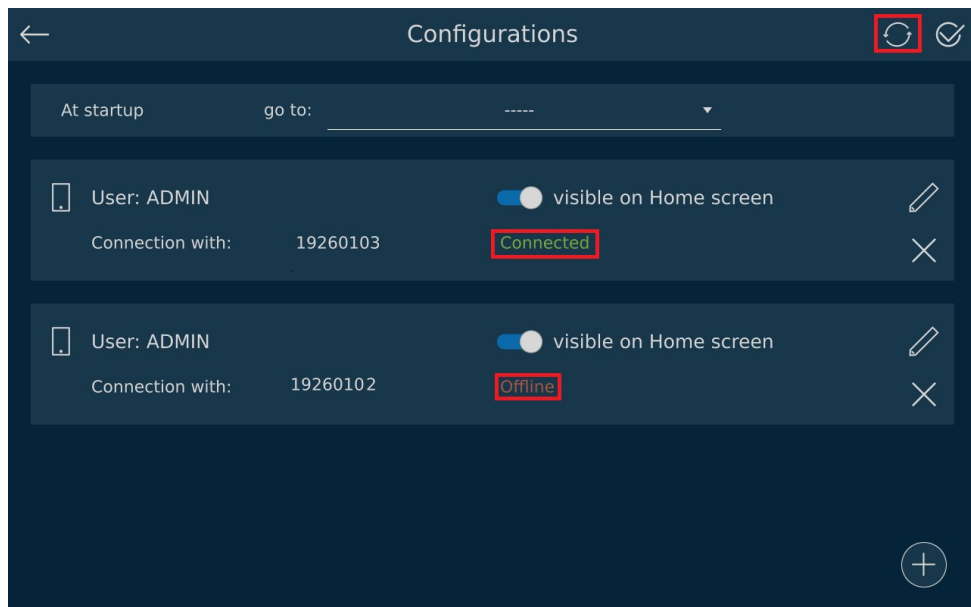 Configurations
At startup go to: -----
User: ADMIN visible on Home screen
Connection with: 19260103 Connected
User: ADMIN visible on Home screen
Connection with: 19260102 Offline